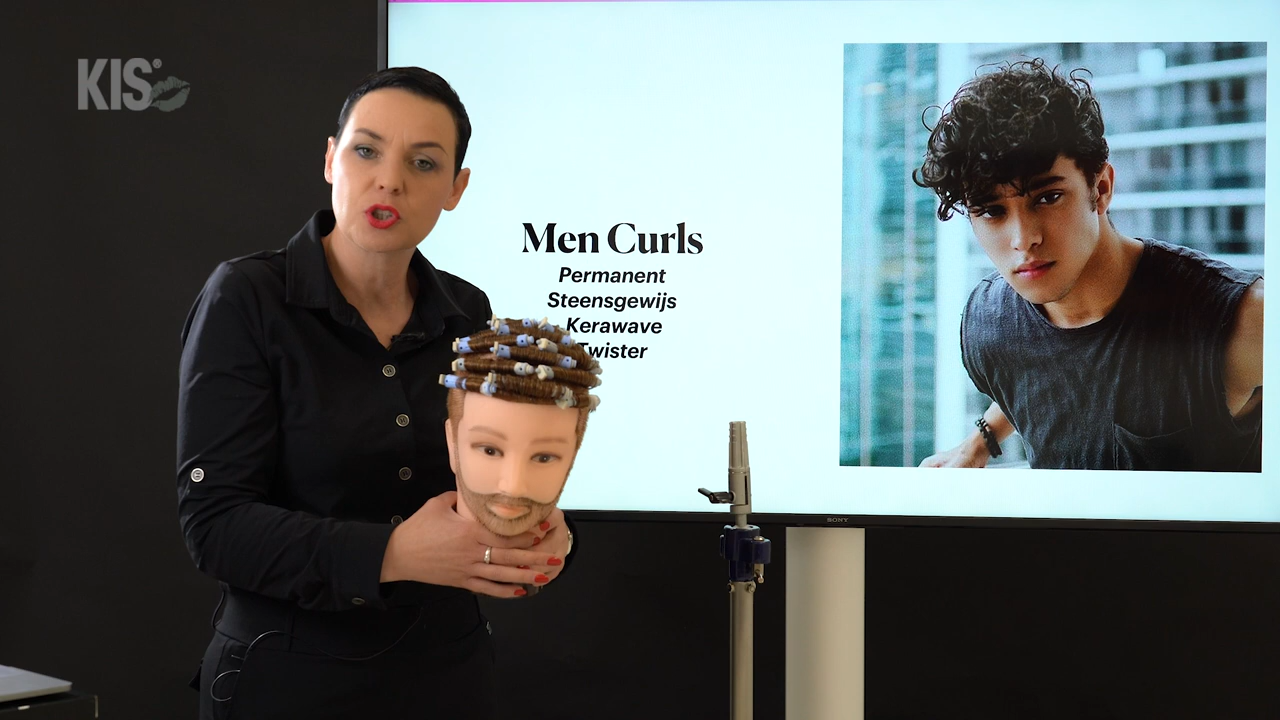 KIS
Men Curls
Permanent
Steensgewijs
Kerawave
Twister
SONY